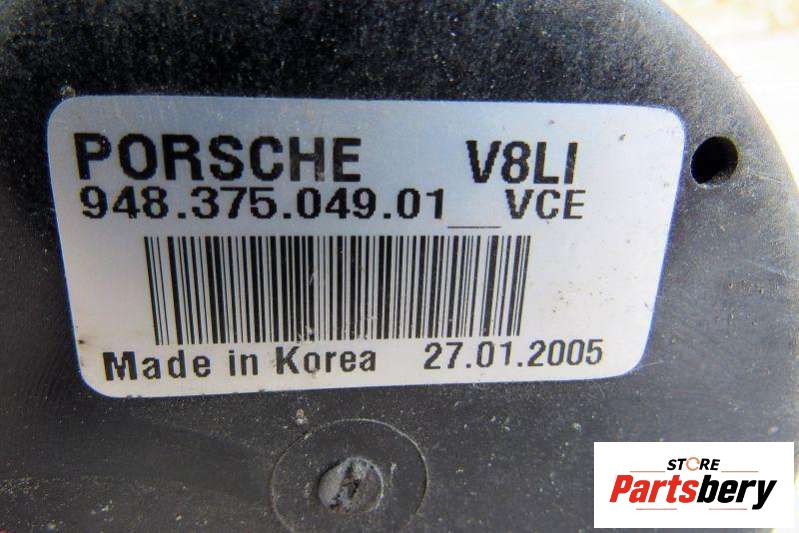 PORSCHE V8LI
948.375.049.01__VCE
Made in Korea 27.01.2005
STORE
Partsbery